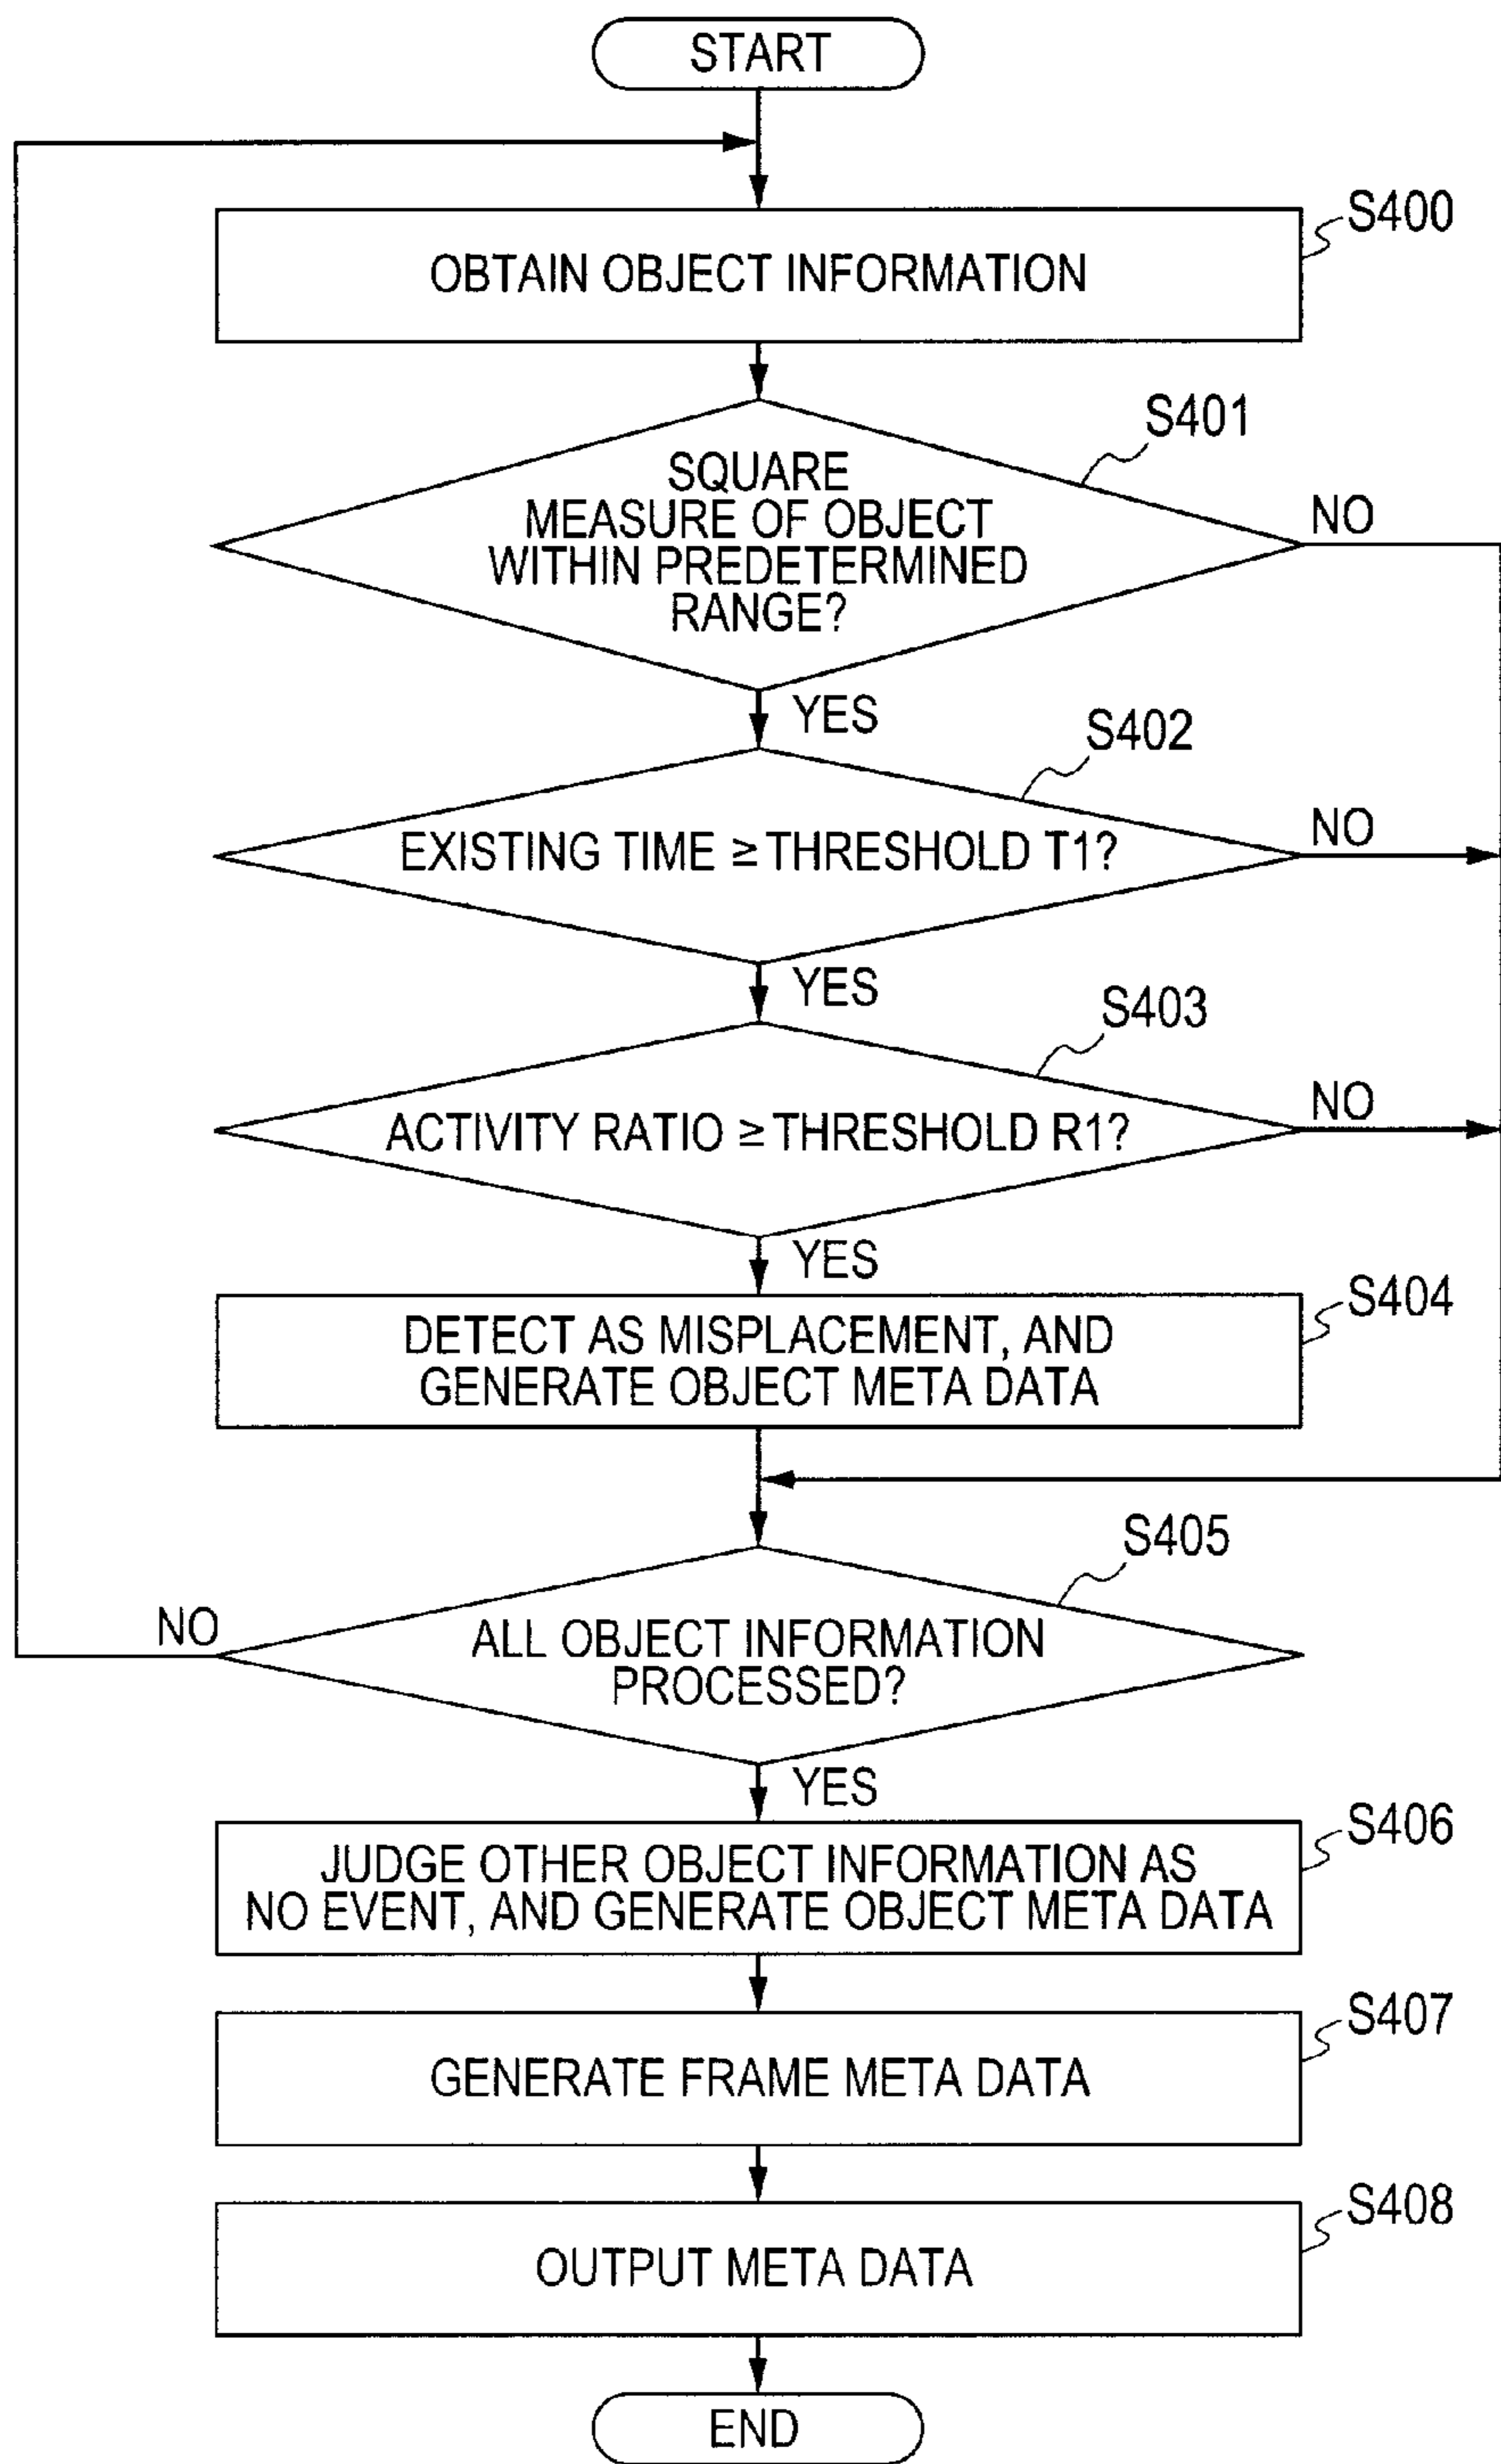 START
S400
OBTAIN OBJECT INFORMATION
S401
SQUARE
MEASURE OF OBJECT
WITHIN PREDETERMINED
RANGE?
NO
YES
S402
EXISTING TIME ≥ THRESHOLD T1?
NO
YES
S403
ACTIVITY RATIO ≥ THRESHOLD R1?
NO
YES
S404
DETECT AS MISPLACEMENT, AND
GENERATE OBJECT META DATA
S405
NO
ALL OBJECT INFORMATION
PROCESSED?
YES
S406
JUDGE OTHER OBJECT INFORMATION AS
NO EVENT, AND GENERATE OBJECT META DATA
S407
GENERATE FRAME META DATA
S408
OUTPUT META DATA
END